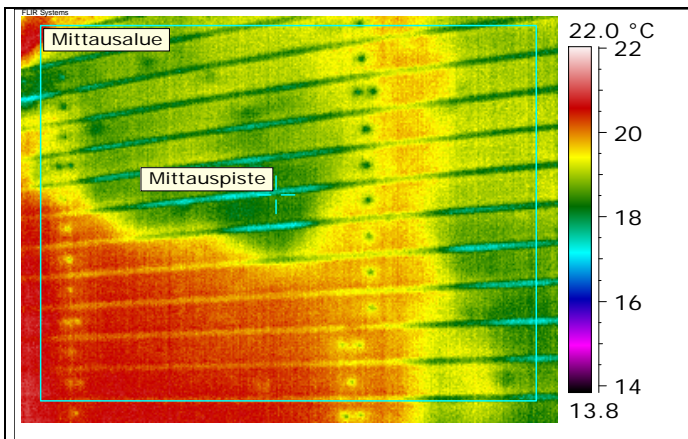 FLIR Systems
Mittausalue
22.0 °C
22
20
Mittauspiste
18
16
14
13.8